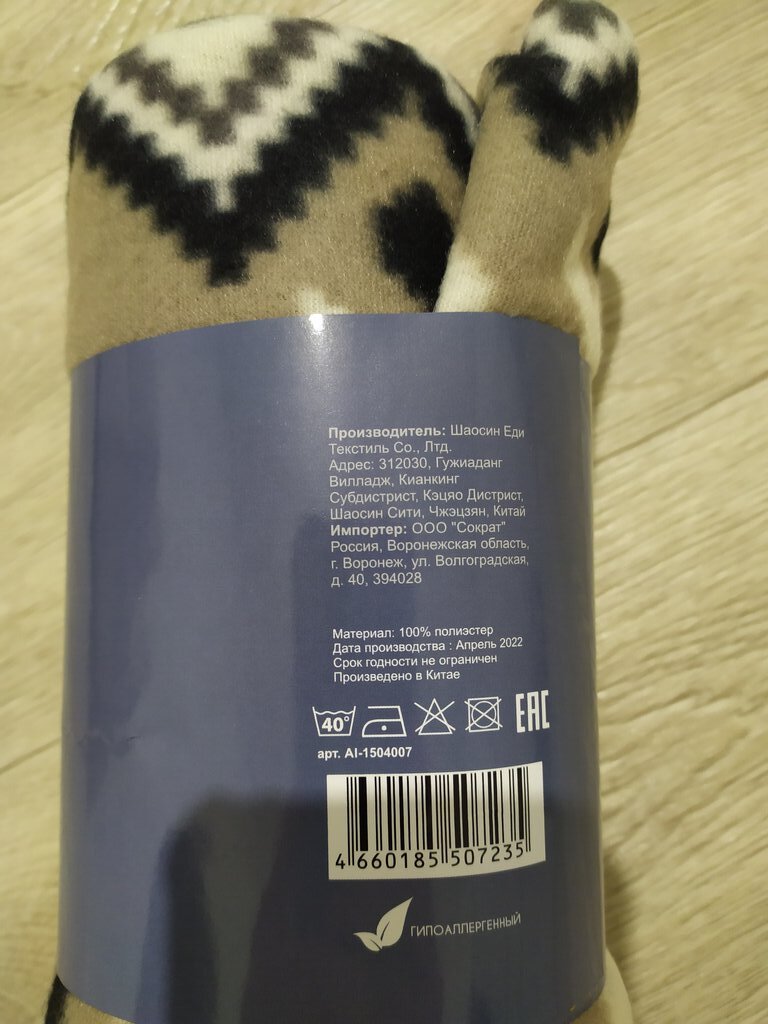 Производитель: Шаосин Еди
Текстиль Со., Лтд.
Адрес: 312030, Гужиаданг
Вилладж, Кианкинг
Субдистрист, Кэцяо Дистрист,
Шаосин Сити, Чжэцзян, Китай
Импортер: ООО "Сократ"
Россия, Воронежская область,
г. Воронеж, ул. Волгоградская,
д. 40, 394028
Материал: 100% полиэстер
Дата производства : Апрель 2022
Срок годности не ограничен
Произведено в Китае
40° EAC
арт. AI-1504007
4 660185 507235
ГИПОАЛЛЕРГЕННЫЙ